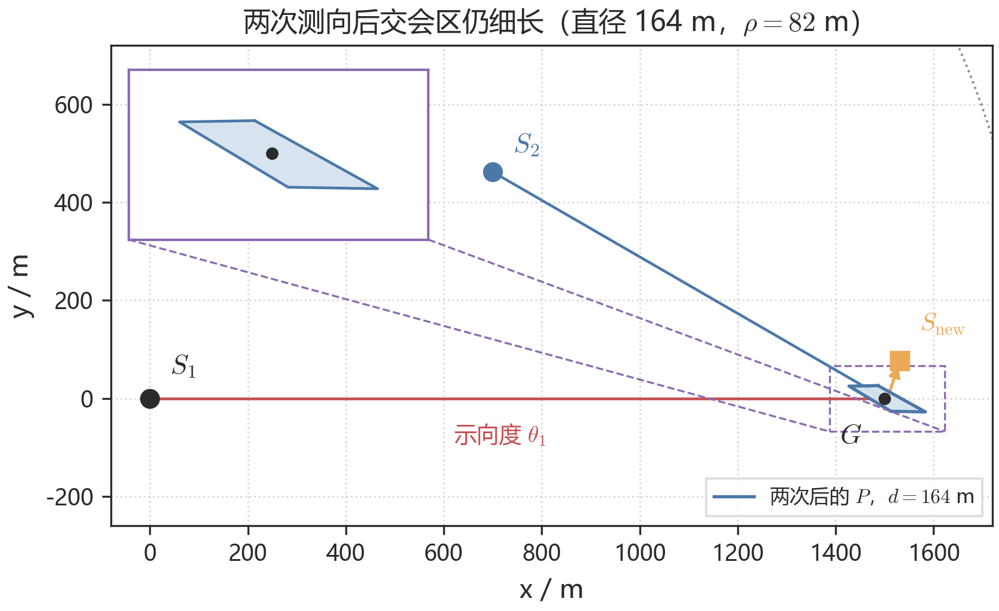 两次测向后交会区仍细长（直径 164 m，ρ = 82 m）
y / m
600
400
200
0
-200
S₂
S₁
S_new
示向度 θ₁
G
两次后的 P，d = 164 m
0 200 400 600 800 1000 1200 1400 1600
x / m